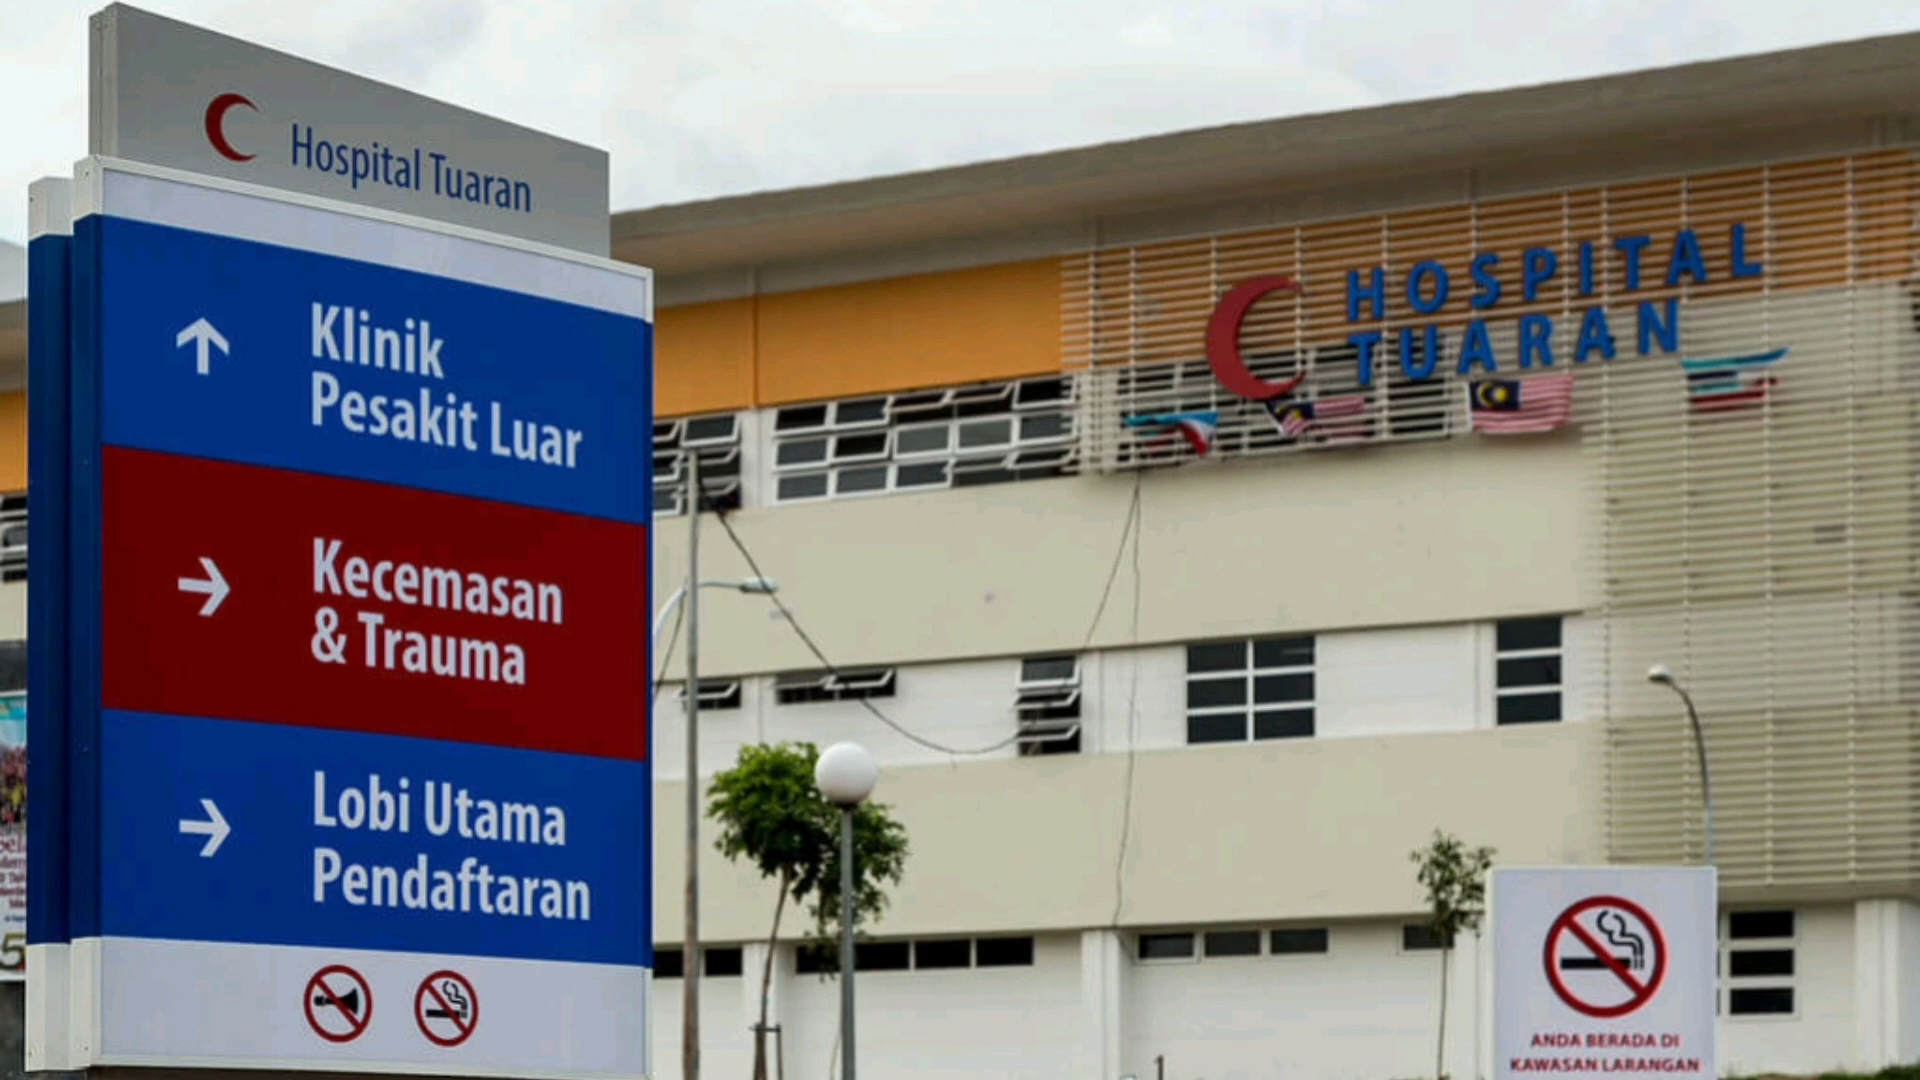 Hospital Tuaran
Klinik
Pesakit Luar
Kecemasan
& Trauma
Lobi Utama
Pendaftaran
HOSPITAL
TUARAN
ANDA BERADA DI
KAWASAN LARANGAN